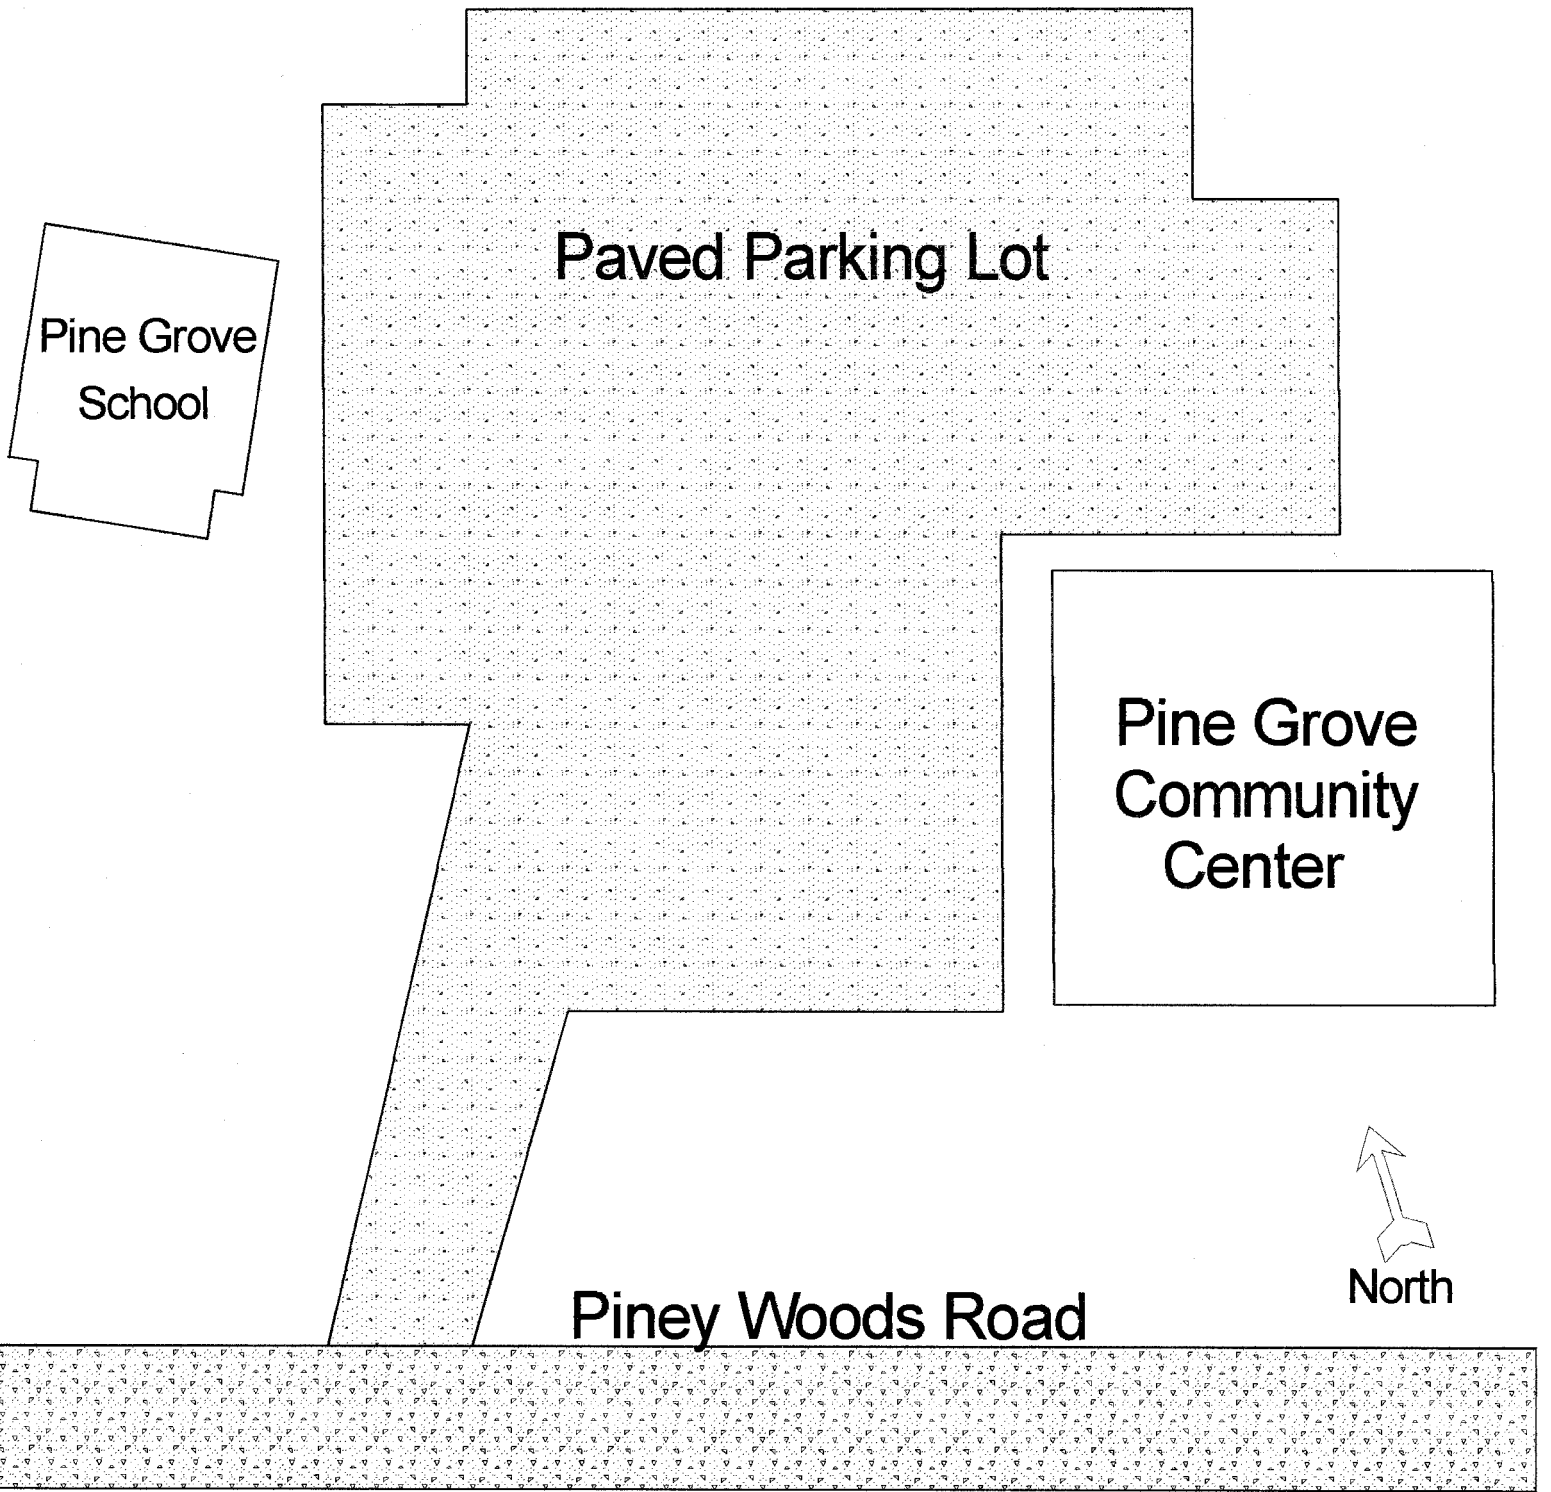 Paved Parking Lot
Pine Grove
School
Pine Grove
Community
Center
North
Piney Woods Road